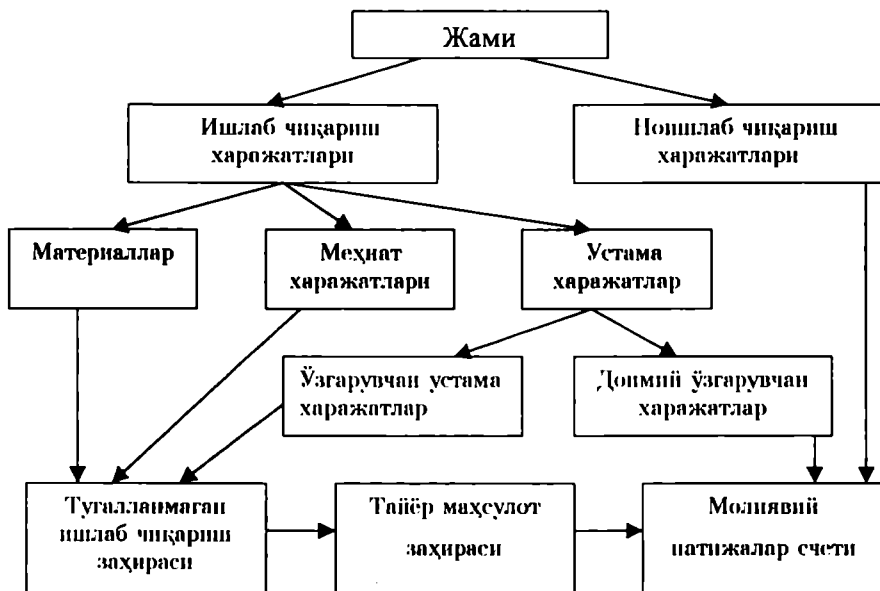 Жами
Ишлаб чиқариш
харажатлари
Ноишлаб чиқариш
харажатлари
Материаллар
Меҳнат
харажатлари
Устама
харажатлар
Ўзгарувчан устама
харажатлар
Доимий ўзгарувчан
харажатлар
Тугалланмаган
ишлаб чиқариш
заҳираси
Тайёр маҳсулот
заҳираси
Молиявий
натижалар счети